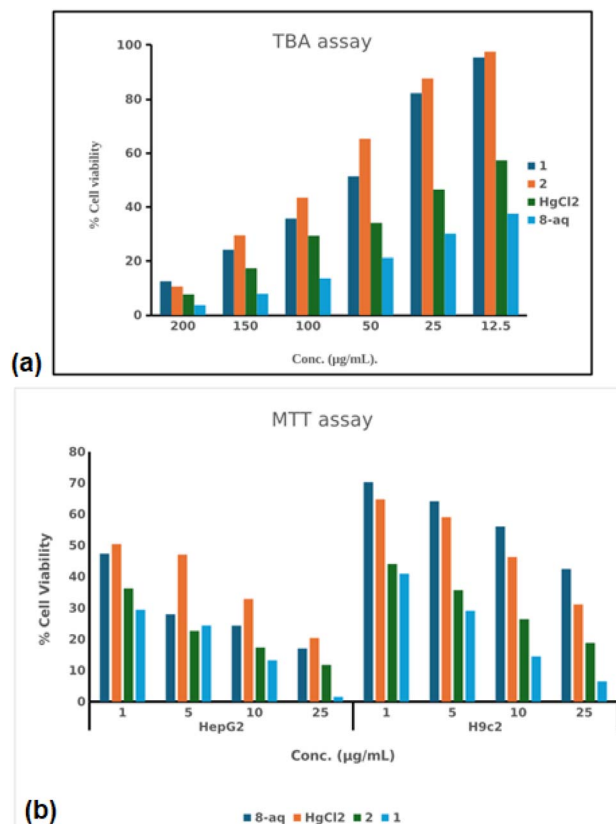 TBA assay
100
80
60
40
20
0
% Cell viability
200 150 100 50 25 12.5
Conc. (µg/mL).
1
2
HgCl2
8-aq
(a)
MTT assay
80
70
60
50
40
30
20
10
0
% Cell Viability
1 5 10 25 1 5 10 25
HepG2 H9c2
Conc. (µg/mL)
8-aq HgCl2 2 1
(b)